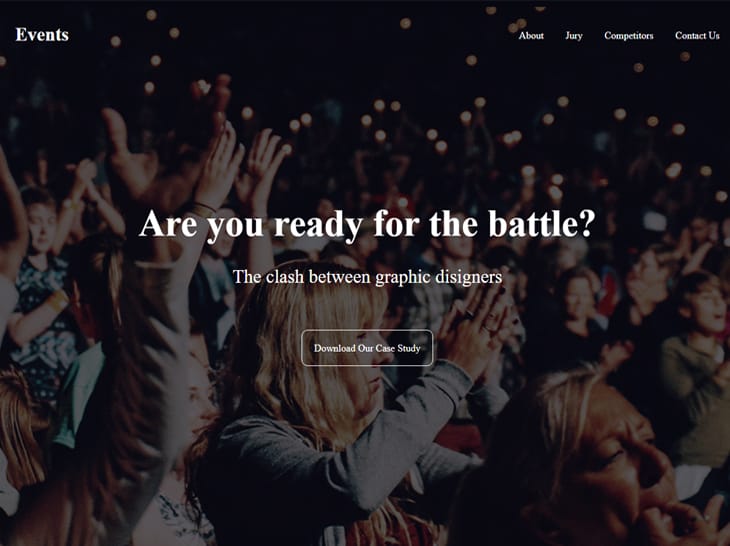 Events
About Jury Competitors Contact Us
Are you ready for the battle?
The clash between graphic disigners
Download Our Case Study